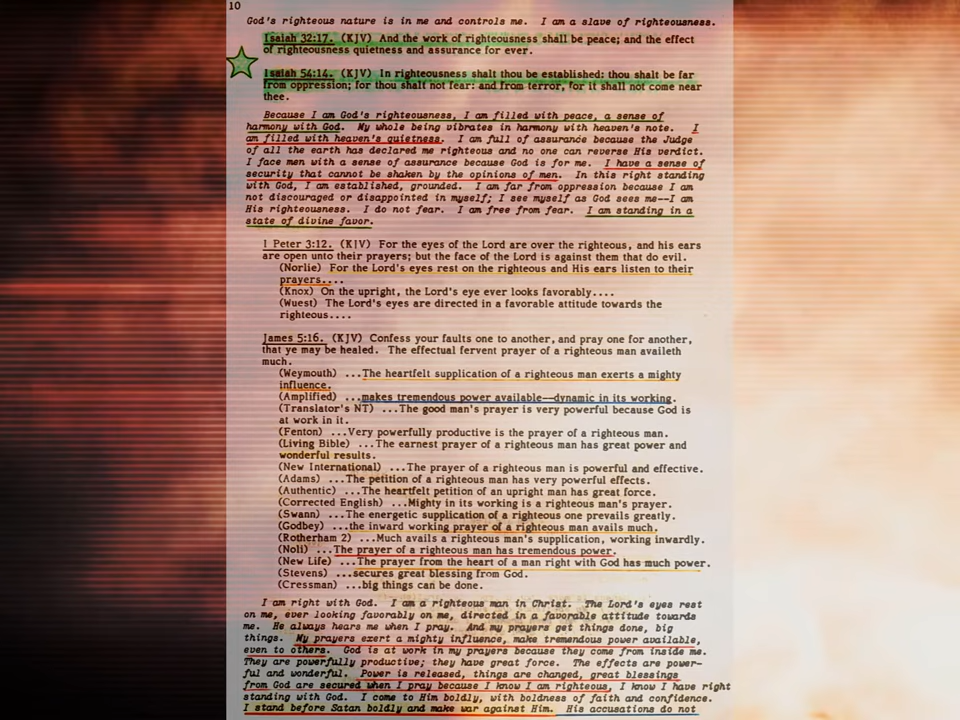 10
God's righteous nature is in me and controls me. I am a slave of righteousness.
Isaiah 32:17. (KJV) And the work of righteousness shall be peace; and the effect
of righteousness quietness and assurance for ever.
Isaiah 54:14. (KJV) In righteousness shalt thou be established: thou shalt be far
from oppression; for thou shalt not fear: and from terror, for it shall not come near
thee.
Because I am God's righteousness, I am filled with peace, a sense of
harmony with God. My whole being vibrates in harmony with heaven's note. I
am filled with heaven's quietness. I am full of assurance because the Judge
of all the earth has declared me righteous and no one can reverse His verdict.
I face men with a sense of assurance because God is for me. I have a sense of
security that cannot be shaken by the opinions of men. In this right standing
with God, I am established, grounded. I am far from oppression because I am
not discouraged or disappointed in myself; I see myself as God sees me--I am
His righteousness. I do not fear. I am free from fear. I am standing in a
state of divine favor.
1 Peter 3:12. (KJV) For the eyes of the Lord are over the righteous, and his ears
are open unto their prayers; but the face of the Lord is against them that do evil.
(Norlie) For the Lord's eyes rest on the righteous and His ears listen to their
prayers....
(Knox) On the upright, the Lord's eye ever looks favorably....
(Wuest) The Lord's eyes are directed in a favorable attitude towards the
righteous....
James 5:16. (KJV) Confess your faults one to another, and pray one for another,
that ye may be healed. The effectual fervent prayer of a righteous man availeth
much.
(Weymouth) ...The heartfelt supplication of a righteous man exerts a mighty
influence.
(Amplified) ...makes tremendous power available--dynamic in its working.
(Translator's NT) ...The good man's prayer is very powerful because God is
at work in it.
(Fenton) ...Very powerfully productive is the prayer of a righteous man.
(Living Bible) ...The earnest prayer of a righteous man has great power and
wonderful results.
(New International) ...The prayer of a righteous man is powerful and effective.
(Adams) ...The petition of a righteous man has very powerful effects.
(Authentic) ...The heartfelt petition of an upright man has great force.
(Corrected English) ...Mighty in its working is a righteous man's prayer.
(Swann) ...The energetic supplication of a righteous one prevails greatly.
(Godbey) ...the inward working prayer of a righteous man avails much.
(Rotherham 2) ...Much avails a righteous man's supplication, working inwardly.
(Noli) ...The prayer of a righteous man has tremendous power.
(New Life) ...The prayer from the heart of a man right with God has much power.
(Stevens) ...secures great blessing from God.
(Cressman) ...big things can be done.
I am right with God. I am a righteous man in Christ. The Lord's eyes rest
on me, ever looking favorably on me, directed in a favorable attitude towards
me. He always hears me when I pray. And my prayers get things done, big
things. My prayers exert a mighty influence, make tremendous power available,
even to others. God is at work in my prayers because they come from inside me.
They are powerfully productive; they have great force. The effects are power-
ful and wonderful. Power is released, things are changed, great blessings
from God are secured when I pray because I know I am righteous, I know I have right
standing with God. I come to Him boldly, with boldness of faith and confidence.
I stand before Satan boldly and make war against Him. His accusations do not